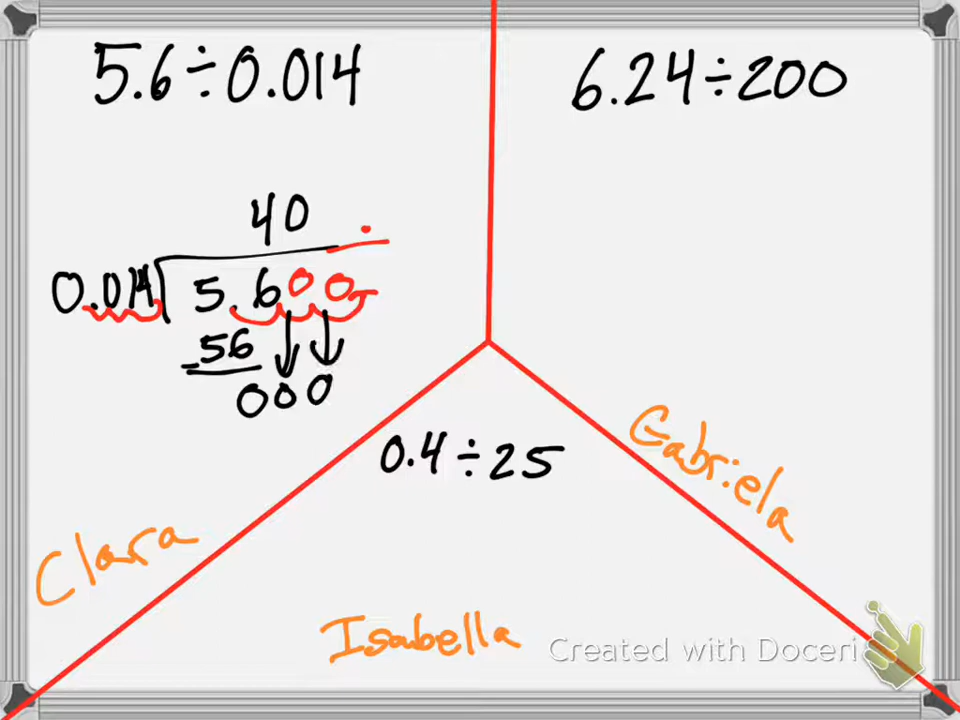 5.6÷0.014
6.24÷200
40.
0.014 5.600
-56
000
0.4÷25
Clara
Gabriela
Isabella
Created with Doceri